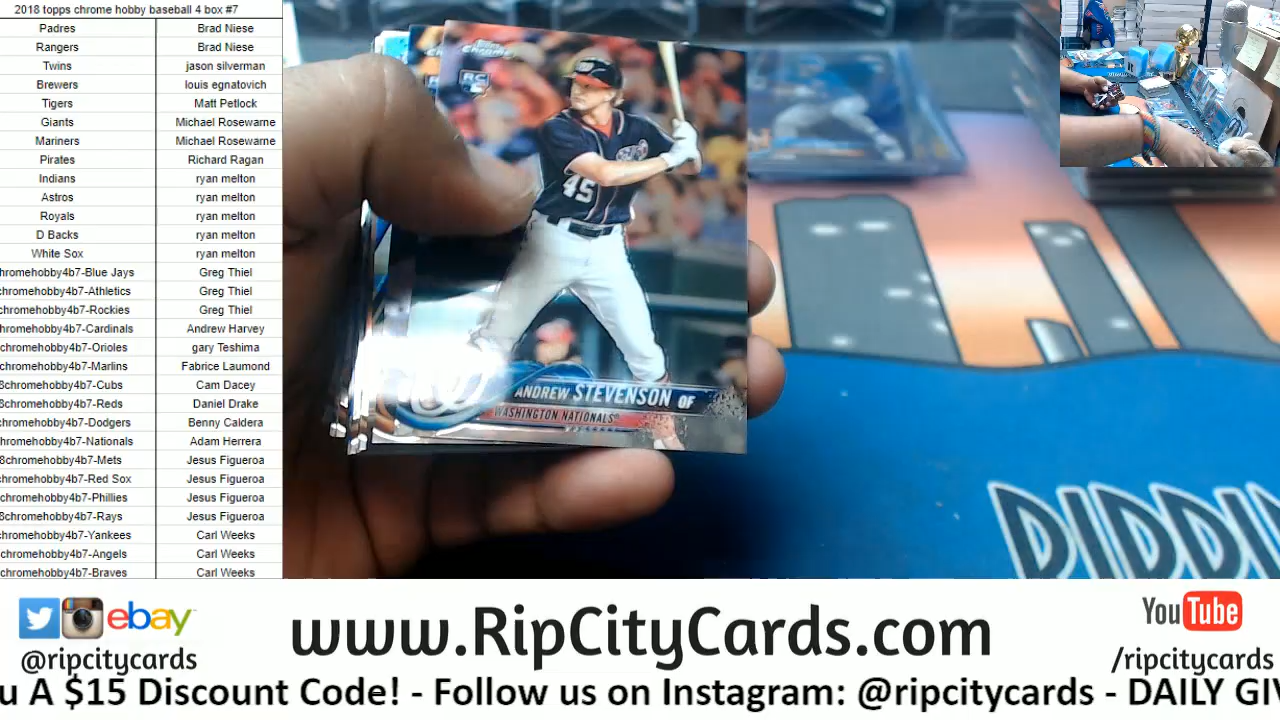 2018 topps chrome hobby baseball 4 box #7
Padres Brad Niese
Rangers Brad Niese
Twins jason silverman
Brewers louis egnatovich
Tigers Matt Petlock
Giants Michael Rosewarne
Mariners Michael Rosewarne
Pirates Richard Ragan
Indians ryan melton
Astros ryan melton
Royals ryan melton
D Backs ryan melton
White Sox ryan melton
hromehobby4b7-Blue Jays Greg Thiel
chromehobby4b7-Athletics Greg Thiel
chromehobby4b7-Rockies Greg Thiel
chromehobby4b7-Cardinals Andrew Harvey
chromehobby4b7-Orioles gary Teshima
chromehobby4b7-Marlins Fabrice Laumond
8chromehobby4b7-Cubs Cam Dacey
8chromehobby4b7-Reds Daniel Drake
chromehobby4b7-Dodgers Benny Caldera
chromehobby4b7-Nationals Adam Herrera
8chromehobby4b7-Mets Jesus Figueroa
chromehobby4b7-Red Sox Jesus Figueroa
chromehobby4b7-Phillies Jesus Figueroa
8chromehobby4b7-Rays Jesus Figueroa
chromehobby4b7-Yankees Carl Weeks
chromehobby4b7-Angels Carl Weeks
chromehobby4b7-Braves Carl Weeks
RC
45
ANDREW STEVENSON OF
WASHINGTON NATIONALS
ebay
@ripcitycards
www.RipCityCards.com
YouTube
/ripcitycards
u A $15 Discount Code! - Follow us on Instagram: @ripcitycards - DAILY GIV